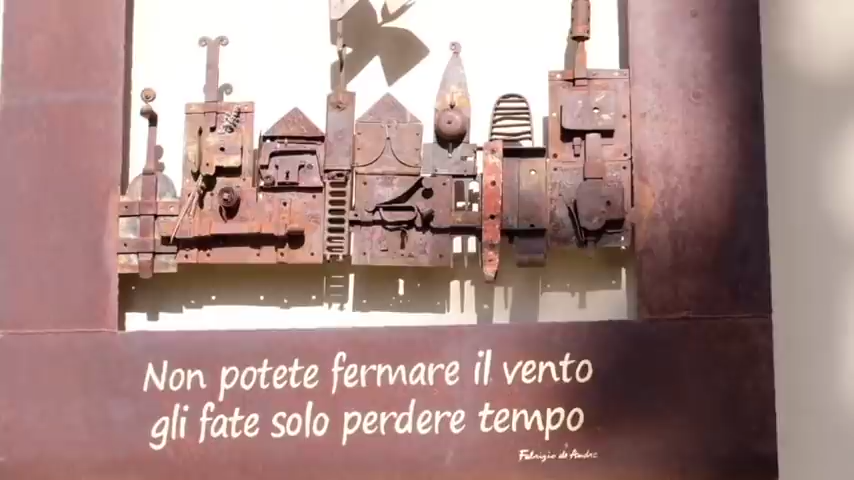 Non potete fermare il vento
gli fate solo perdere tempo
Fabrizio de Andrè